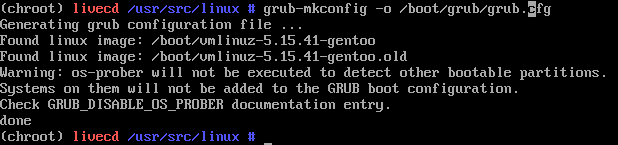 (chroot) livecd /usr/src/linux # grub-mkconfig -o /boot/grub/grub.cfg
Generating grub configuration file ...
Found linux image: /boot/vmlinuz-5.15.41-gentoo
Found linux image: /boot/vmlinuz-5.15.41-gentoo.old
Warning: os-prober will not be executed to detect other bootable partitions.
Systems on them will not be added to the GRUB boot configuration.
Check GRUB_DISABLE_OS_PROBER documentation entry.
done
(chroot) livecd /usr/src/linux #